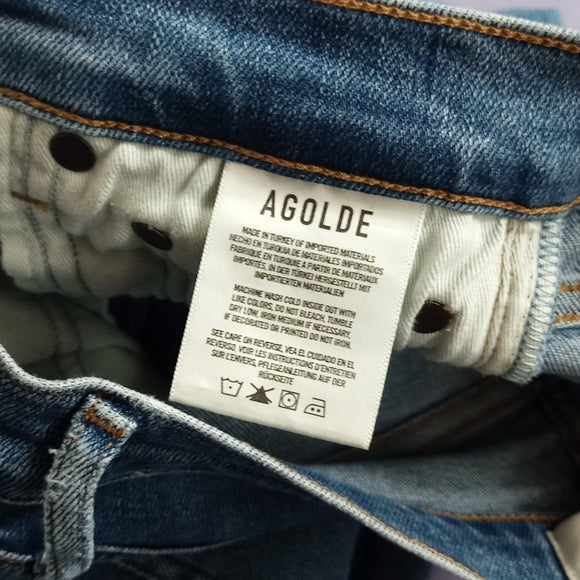 AGOLDE
MADE IN TURKEY OF IMPORTED MATERIALS
HECHO EN TURQUIA DE MATERIALES IMPORTADOS
FABRIQUE EN TURQUIE A PARTIR DE MATERIAUX
IMPORTÉS, IN DER TÜRKEI HERGESTELLT MIT
IMPORTIERTEN MATERIALIEN
MACHINE WASH COLD INSIDE OUT WITH
LIKE COLORS, DO NOT BLEACH, TUMBLE
DRY LOW, IRON MEDIUM IF NECESSARY.
IF DECORATED OR PRINTED DO NOT IRON.
SEE CARE ON REVERSE, VEA EL CUIDADO EN EL
REVERSO, VOIR LES INSTRUCTIONS D'ENTRETIEN
SUR L'ENVERS, PFLEGEANLEITUNG AUF DER
RÜCKSEITE